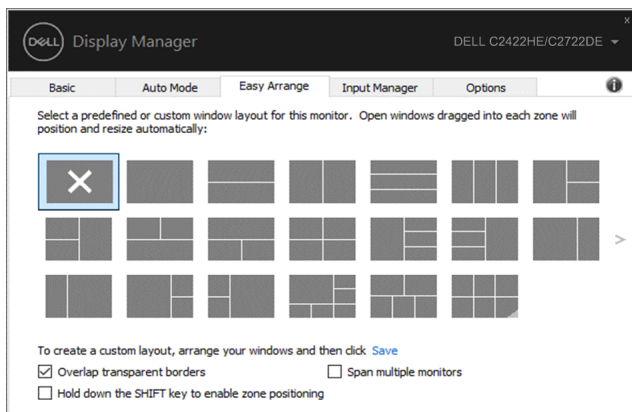 x
DELL Display Manager
DELL C2422HE/C2722DE
Basic
Auto Mode
Easy Arrange
Input Manager
Options
Select a predefined or custom window layout for this monitor. Open windows dragged into each zone will
position and resize automatically:
To create a custom layout, arrange your windows and then click Save
Overlap transparent borders
Span multiple monitors
Hold down the SHIFT key to enable zone positioning